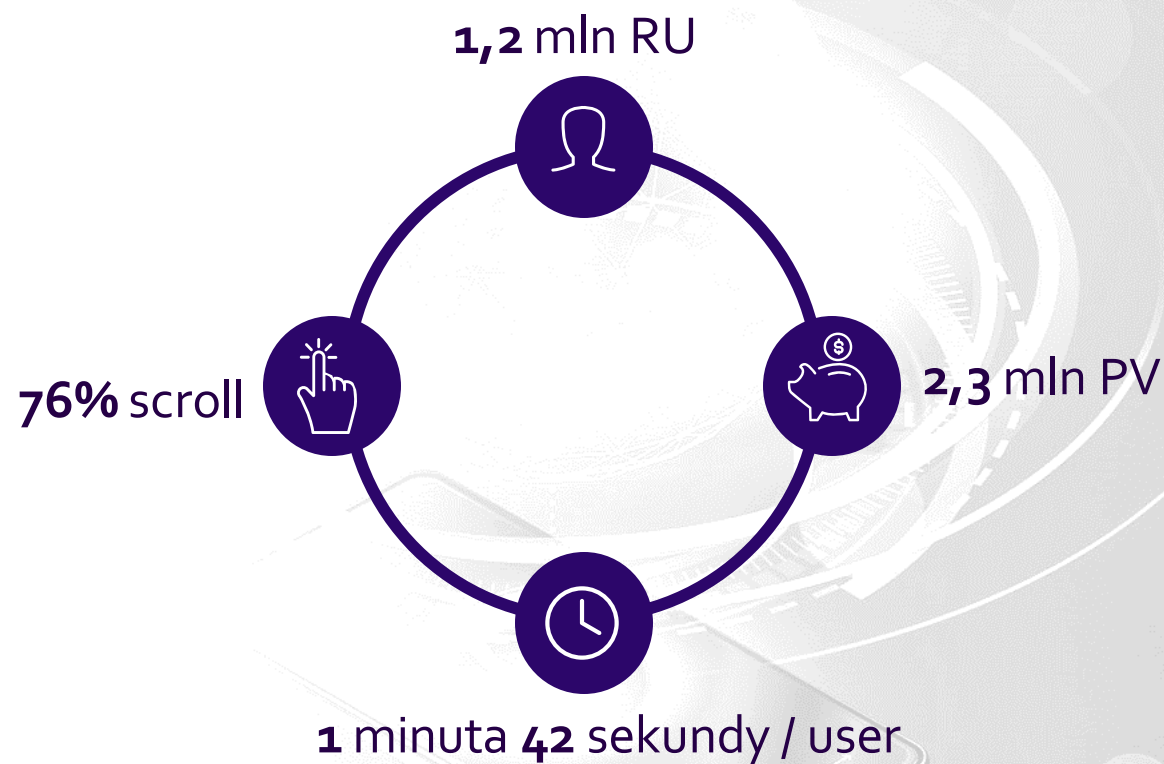 1,2 mln RU
$
76% scroll
2,3 mln PV
1 minuta 42 sekundy / user